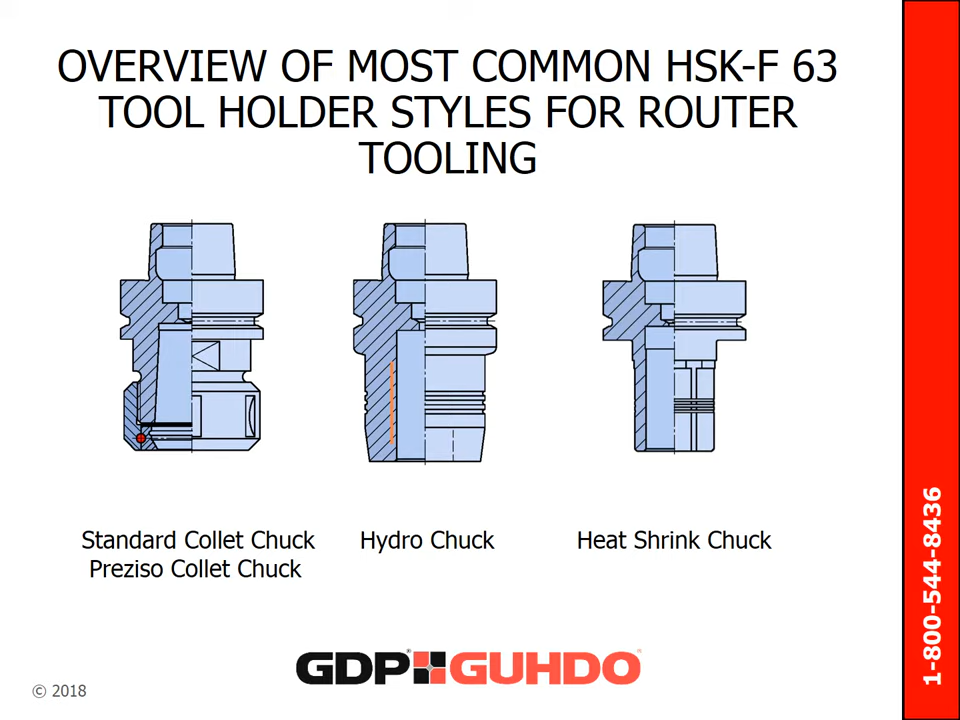 OVERVIEW OF MOST COMMON HSK-F 63
TOOL HOLDER STYLES FOR ROUTER
TOOLING
Standard Collet Chuck
Preziso Collet Chuck
Hydro Chuck
Heat Shrink Chuck
GDP GUHDO
© 2018
1-800-544-8436